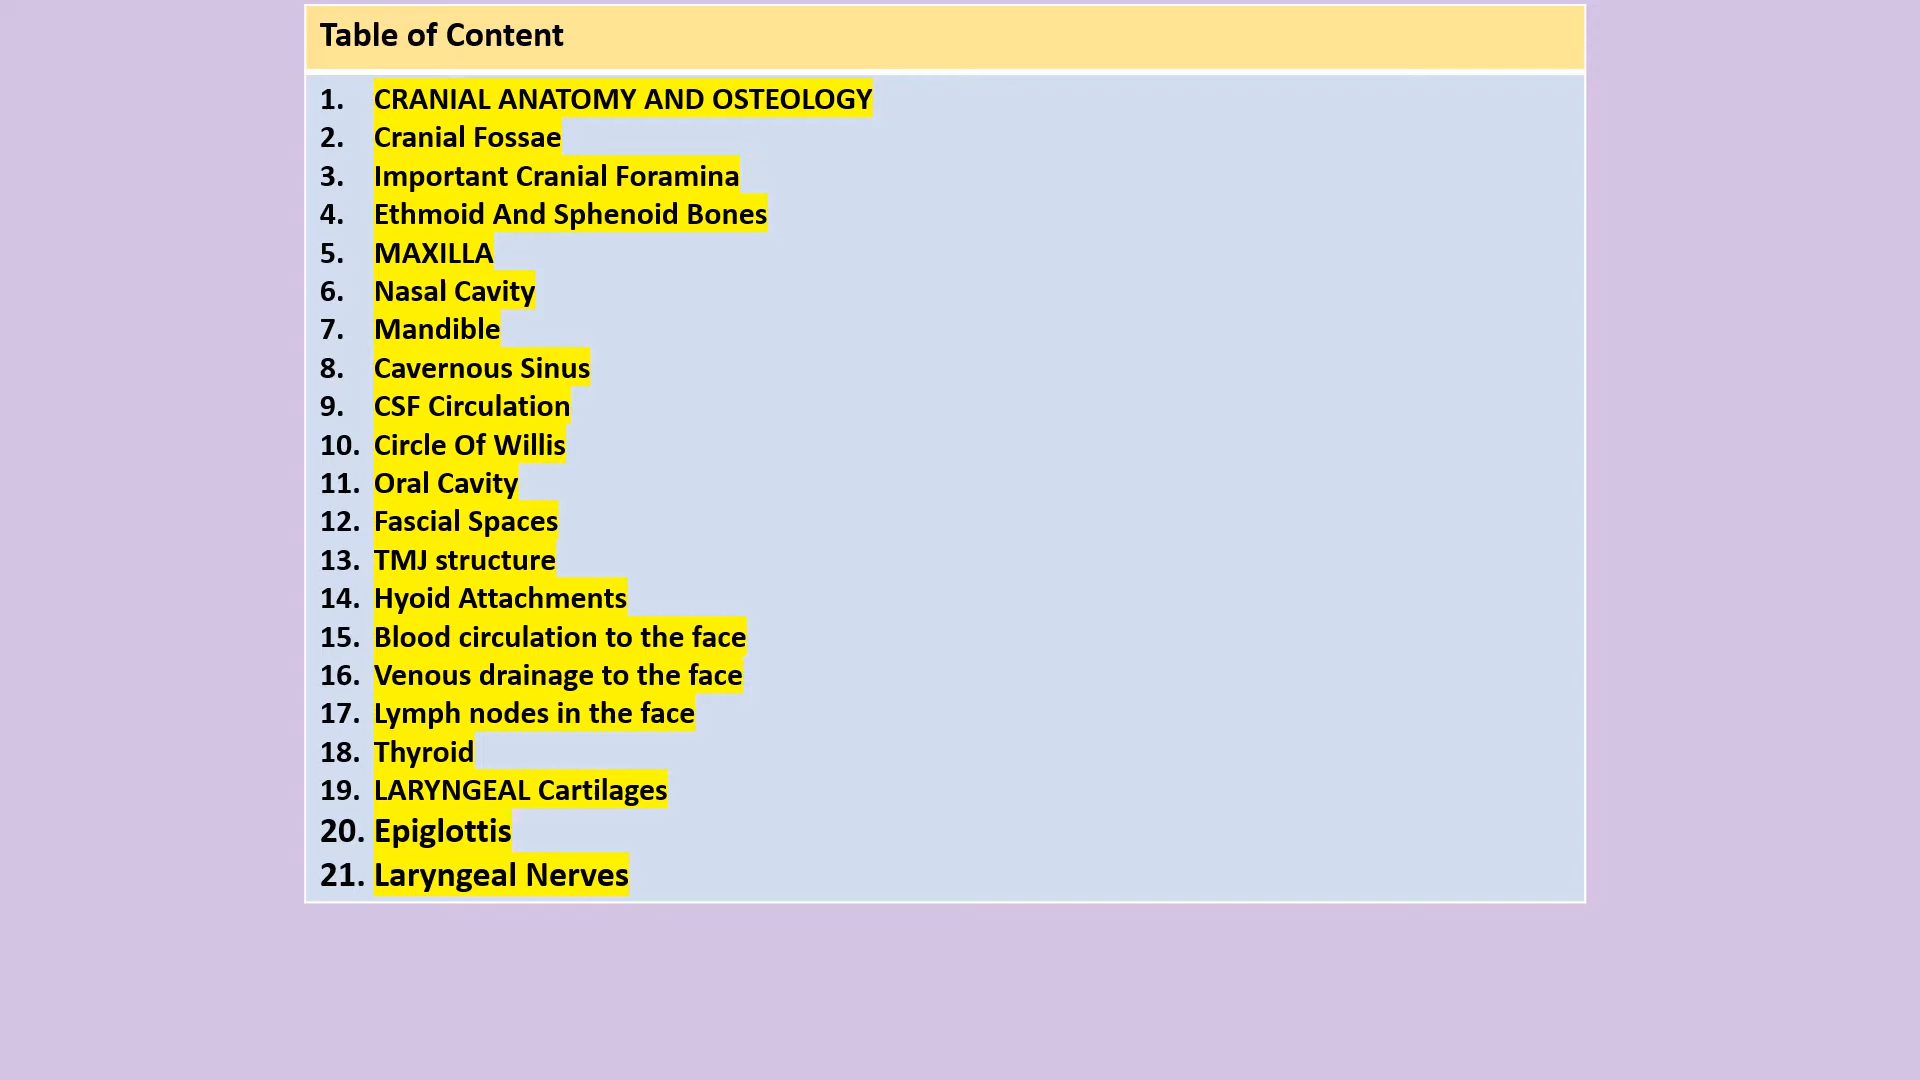 Table of Content
1. CRANIAL ANATOMY AND OSTEOLOGY
2. Cranial Fossae
3. Important Cranial Foramina
4. Ethmoid And Sphenoid Bones
5. MAXILLA
6. Nasal Cavity
7. Mandible
8. Cavernous Sinus
9. CSF Circulation
10. Circle Of Willis
11. Oral Cavity
12. Fascial Spaces
13. TMJ structure
14. Hyoid Attachments
15. Blood circulation to the face
16. Venous drainage to the face
17. Lymph nodes in the face
18. Thyroid
19. LARYNGEAL Cartilages
20. Epiglottis
21. Laryngeal Nerves